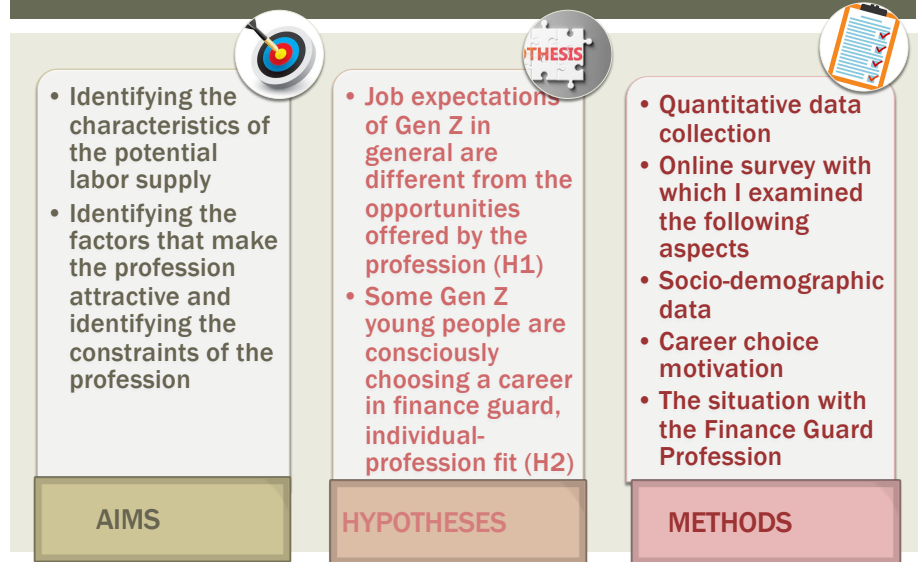 • Identifying the
characteristics of
the potential
labor supply
• Identifying the
factors that make
the profession
attractive and
identifying the
constraints of the
profession
AIMS
THESIS
• Job expectations
of Gen Z in
general are
different from the
opportunities
offered by the
profession (H1)
• Some Gen Z
young people are
consciously
choosing a career
in finance guard,
individual-
profession fit (H2)
HYPOTHESES
• Quantitative data
collection
• Online survey with
which I examined
the following
aspects
• Socio-demographic
data
• Career choice
motivation
• The situation with
the Finance Guard
Profession
METHODS